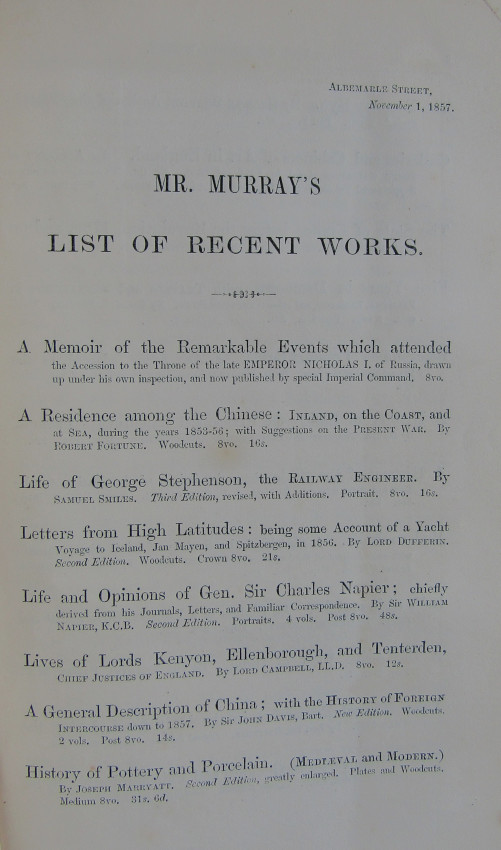 ALBEMARLE STREET,
November 1, 1857.
MR. MURRAY'S
LIST OF RECENT WORKS.
A Memoir of the Remarkable Events which attended
the Accession to the Throne of the late EMPEROR NICHOLAS I. of Russia, drawn
up under his own inspection, and now published by special Imperial Command. 8vo.
A Residence among the Chinese: INLAND, on the COAST, and
at SEA, during the years 1853-56; with Suggestions on the PRESENT WAR. By
ROBERT FORTUNE. Woodcuts. 8vo. 16s.
Life of George Stephenson, the RAILWAY ENGINEER. By
SAMUEL SMILES. Third Edition, revised, with Additions. Portrait. 8vo. 16s.
Letters from High Latitudes: being some Account of a Yacht
Voyage to Iceland, Jan Mayen, and Spitzbergen, in 1856. By LORD DUFFERIN.
Second Edition. Woodcuts. Crown 8vo. 21s.
Life and Opinions of Gen. Sir Charles Napier; chiefly
derived from his Journals, Letters, and Familiar Correspondence. By Sir WILLIAM
NAPIER, K.C.B. Second Edition. Portraits. 4 vols. Post 8vo. 48s.
Lives of Lords Kenyon, Ellenborough, and Tenterden,
CHIEF JUSTICES OF ENGLAND. By LORD CAMPBELL, LL.D. 8vo. 12s.
A General Description of China; with the HISTORY OF FOREIGN
INTERCOURSE down to 1857. By Sir JOHN DAVIS, Bart. New Edition. Woodcuts.
2 vols. Post 8vo. 14s.
History of Pottery and Porcelain. (MEDIÆVAL and MODERN.)
By JOSEPH MARRYATT. Second Edition, greatly enlarged. Plates and Woodcuts.
Medium 8vo. 31s. 6d.